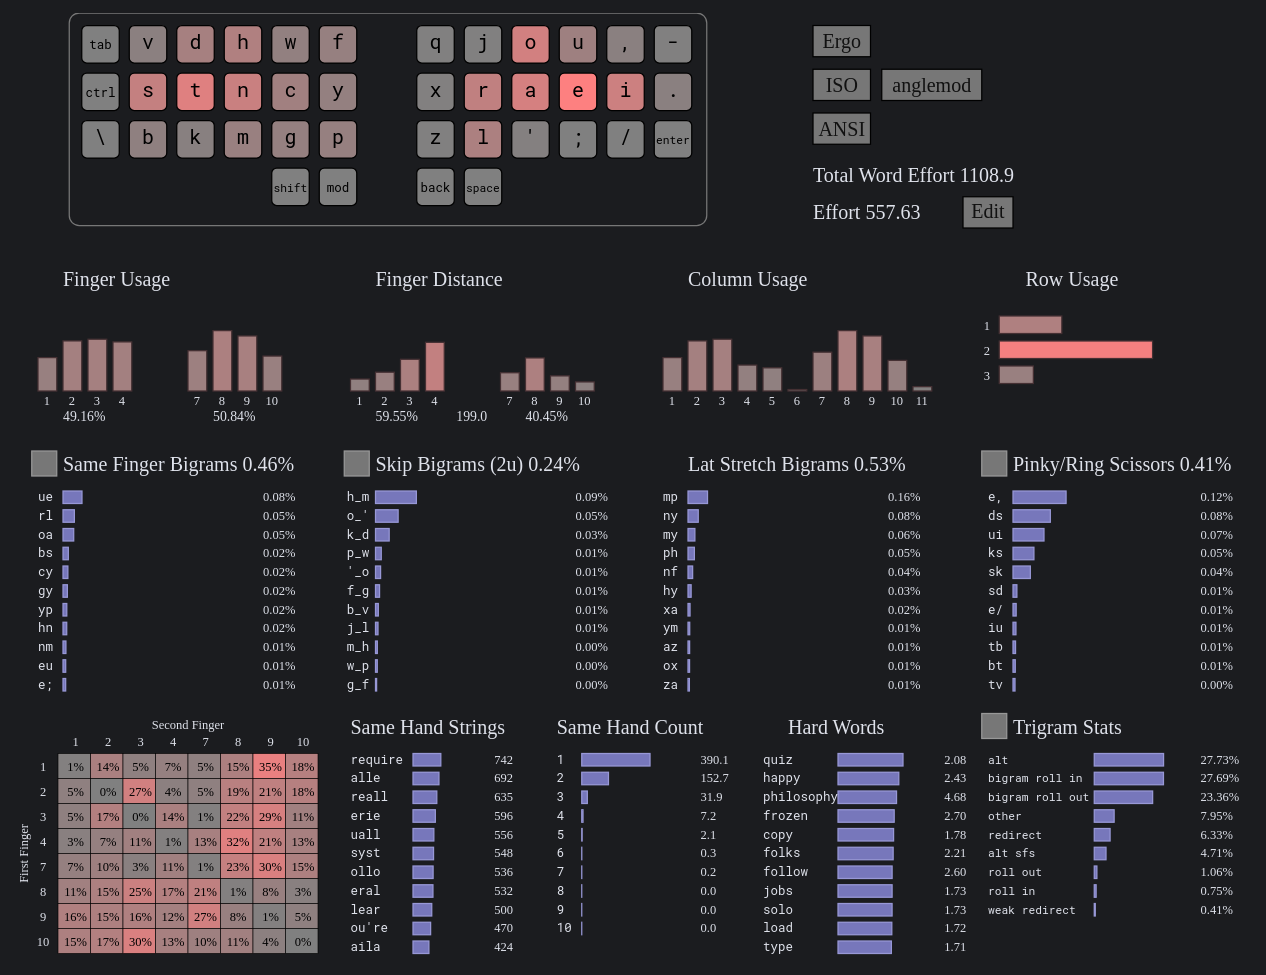 tab v d h w f q j o u , -
ctrl s t n c y x r a e i .
\ b k m g p z l ' ; / enter
shift mod back space
Ergo
ISO anglemod
ANSI
Total Word Effort 1108.9
Effort 557.63 Edit
Finger Usage
1 2 3 4 7 8 9 10
49.16% 50.84%
Finger Distance
1 2 3 4 7 8 9 10
59.55% 199.0 40.45%
Column Usage
1 2 3 4 5 6 7 8 9 10 11
Row Usage
1
2
3
Same Finger Bigrams 0.46%
ue 0.08%
rl 0.05%
oa 0.05%
bs 0.02%
cy 0.02%
gy 0.02%
yp 0.02%
hn 0.02%
nm 0.01%
eu 0.01%
e; 0.01%
Skip Bigrams (2u) 0.24%
h_m 0.09%
o_' 0.05%
k_d 0.03%
p_w 0.01%
'_o 0.01%
f_g 0.01%
b_v 0.01%
j_l 0.01%
m_h 0.00%
w_p 0.00%
g_f 0.00%
Lat Stretch Bigrams 0.53%
mp 0.16%
ny 0.08%
my 0.06%
ph 0.05%
nf 0.04%
hy 0.03%
xa 0.02%
ym 0.01%
az 0.01%
ox 0.01%
za 0.01%
Pinky/Ring Scissors 0.41%
e, 0.12%
ds 0.08%
ui 0.07%
ks 0.05%
sk 0.04%
sd 0.01%
e/ 0.01%
iu 0.01%
tb 0.01%
bt 0.01%
tv 0.00%
Second Finger
1 2 3 4 7 8 9 10
First Finger
1 1% 14% 5% 7% 5% 15% 35% 18%
2 5% 0% 27% 4% 5% 19% 21% 18%
3 5% 17% 0% 14% 1% 22% 29% 11%
4 3% 7% 11% 1% 13% 32% 21% 13%
7 7% 10% 3% 11% 1% 23% 30% 15%
8 11% 15% 25% 17% 21% 1% 8% 3%
9 16% 15% 16% 12% 27% 8% 1% 5%
10 15% 17% 30% 13% 10% 11% 4% 0%
Same Hand Strings
require 742
alle 692
reall 635
erie 596
uall 556
syst 548
ollo 536
eral 532
lear 500
ou're 470
aila 424
Same Hand Count
1 390.1
2 152.7
3 31.9
4 7.2
5 2.1
6 0.3
7 0.2
8 0.0
9 0.0
10 0.0
Hard Words
quiz 2.08
happy 2.43
philosophy 4.68
frozen 2.70
copy 1.78
folks 2.21
follow 2.60
jobs 1.73
solo 1.73
load 1.72
type 1.71
Trigram Stats
alt 27.73%
bigram roll in 27.69%
bigram roll out 23.36%
other 7.95%
redirect 6.33%
alt sfs 4.71%
roll out 1.06%
roll in 0.75%
weak redirect 0.41%